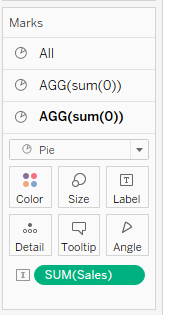 Marks
All
AGG(sum(0))
AGG(sum(0))
Pie
Color Size Label
Detail Tooltip Angle
SUM(Sales)